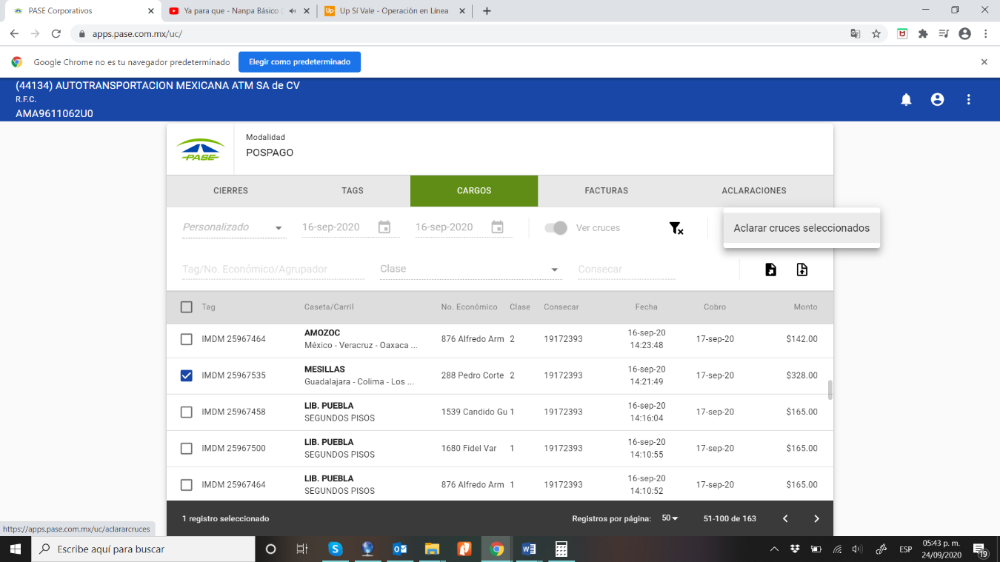 PASE Corporativos
Ya para que - Nanpa Básico (
Up Up Sí Vale - Operación en Línea
apps.pase.com.mx/uc/
Google Chrome no es tu navegador predeterminado Elegir como predeterminado
(44134) AUTOTRANSPORTACION MEXICANA ATM SA de CV
R.F.C.
AMA9611062U0
PASE
Modalidad
POSPAGO
CIERRES TAGS CARGOS FACTURAS ACLARACIONES
Personalizado 16-sep-2020 16-sep-2020 Ver cruces Aclarar cruces seleccionados
Tag/No. Económico/Agrupador Clase Consecar
Tag Caseta/Carril No. Económico Clase Consecar Fecha Cobro Monto
AMOZOC 16-sep-20
IMDM 25967464 876 Alfredo Arm 2 19172393 17-sep-20 $142.00
México - Veracruz - Oaxaca ... 14:23:48
MESILLAS 16-sep-20
IMDM 25967535 288 Pedro Corte 2 19172393 17-sep-20 $328.00
Guadalajara - Colima - Los ... 14:21:49
LIB. PUEBLA 16-sep-20
IMDM 25967458 1539 Candido Gu 1 19172393 17-sep-20 $165.00
SEGUNDOS PISOS 14:16:04
LIB. PUEBLA 16-sep-20
IMDM 25967500 1680 Fidel Var 1 19172393 17-sep-20 $165.00
SEGUNDOS PISOS 14:10:55
LIB. PUEBLA 16-sep-20
IMDM 25967464 876 Alfredo Arm 1 19172393 17-sep-20 $165.00
SEGUNDOS PISOS 14:10:52
1 registro seleccionado Registros por página: 50 51-100 de 163
https://apps.pase.com.mx/uc/aclararcruces
Escribe aquí para buscar
ESP
05:43 p. m.
24/09/2020
19